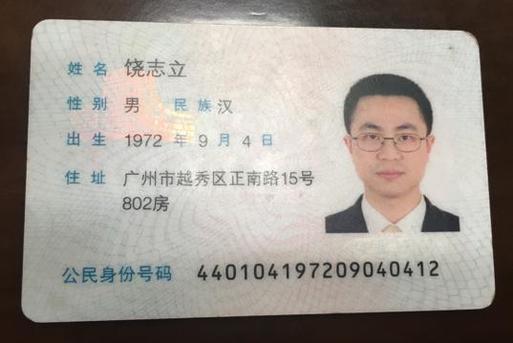 姓名 饶志立
性别 男 民族 汉
出生 1972 年 9 月 4 日
住址 广州市越秀区正南路15号
802房
公民身份号码 440104197209040412